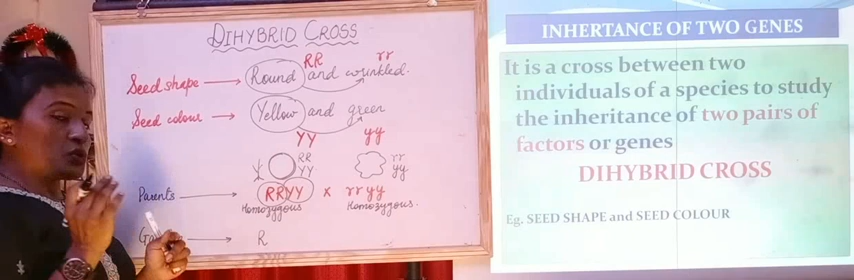 DIHYBRID CROSS
RR rr
Seed shape → Round and wrinkled.
Seed colour → Yellow and green
YY yy
RR rr
YY yy
Parents → RRYY x rryy
Homozygous Homozygous.
→ R
INHERTANCE OF TWO GENES
It is a cross between two
individuals of a species to study
the inheritance of two pairs of
factors or genes
DIHYBRID CROSS
Eg. SEED SHAPE and SEED COLOUR